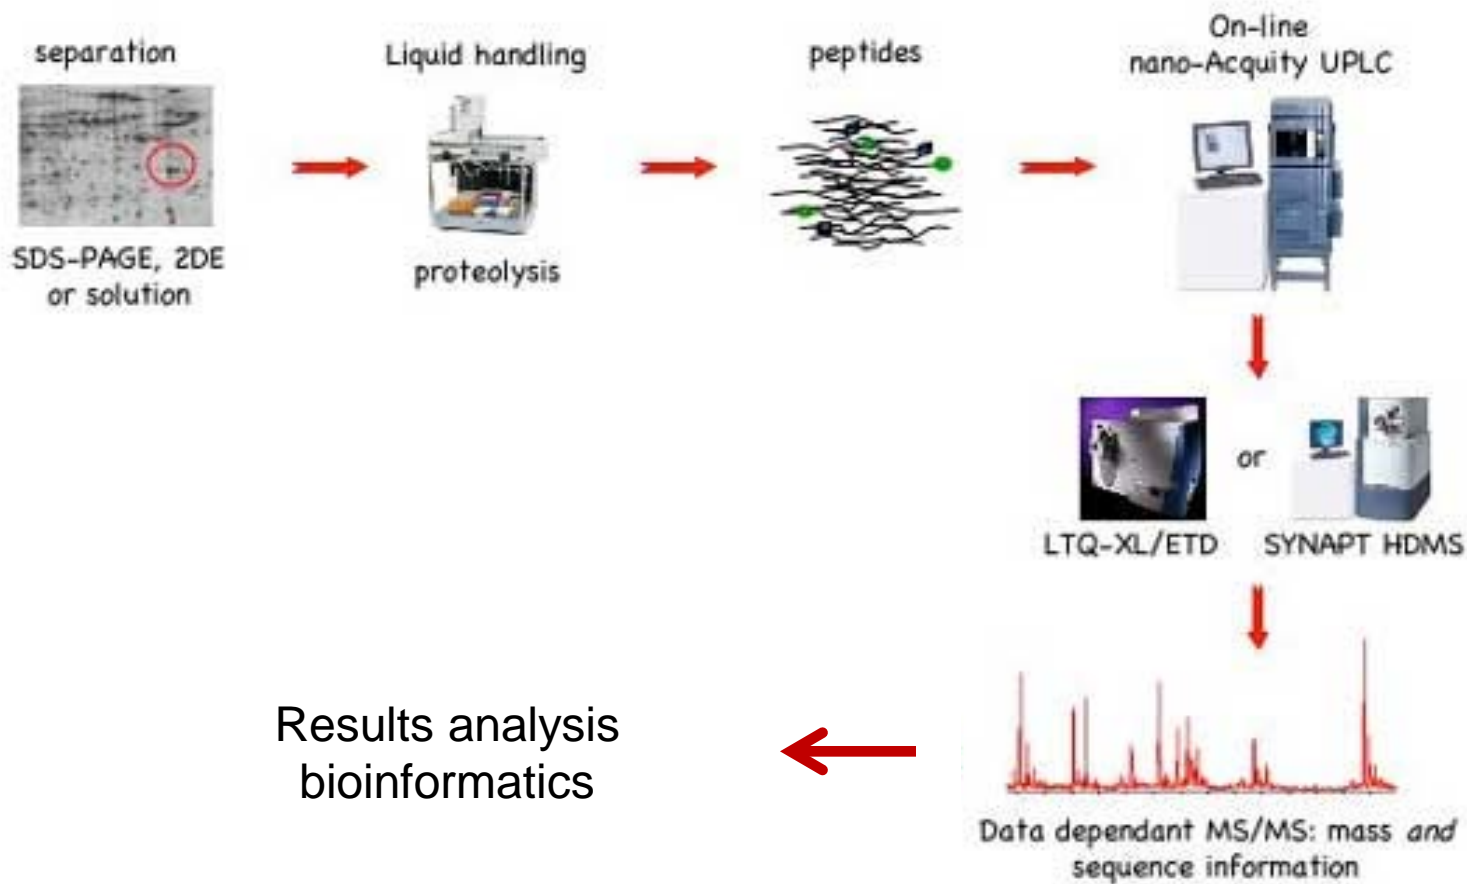 separation
SDS-PAGE, 2DE
or solution
Liquid handling
proteolysis
peptides
On-line
nano-Acquity UPLC
or
LTQ-XL/ETD
SYNAPT HDMS
Data dependant MS/MS: mass and
sequence information
Results analysis
bioinformatics